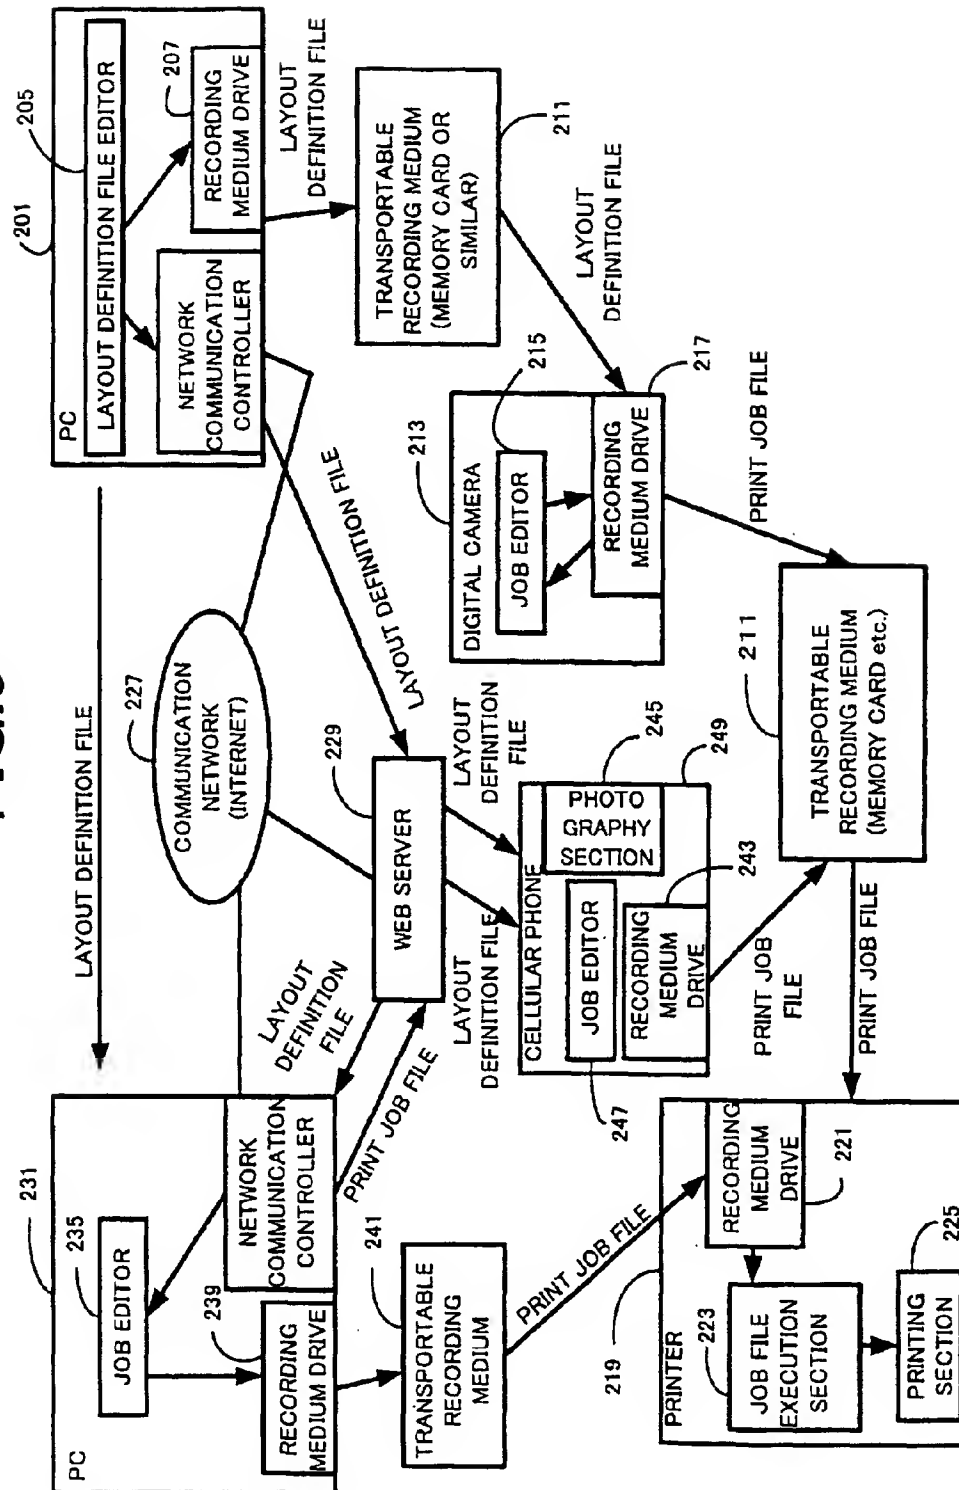 231
PC
235
JOB EDITOR
239
RECORDING
MEDIUM DRIVE
NETWORK
COMMUNICATION
CONTROLLER
LAYOUT DEFINITION FILE
227
COMMUNICATION
NETWORK
(INTERNET)
201
PC
205
LAYOUT DEFINITION FILE EDITOR
NETWORK
COMMUNICATION
CONTROLLER
207
RECORDING
MEDIUM DRIVE
LAYOUT
DEFINITION FILE
241
TRANSPORTABLE
RECORDING
MEDIUM
LAYOUT
DEFINITION
FILE
PRINT JOB FILE
229
WEB SERVER
LAYOUT DEFINITION FILE
LAYOUT DEFINITION FILE
TRANSPORTABLE
RECORDING MEDIUM
(MEMORY CARD OR
SIMILAR)
211
LAYOUT
DEFINITION FILE
LAYOUT
DEFINITION FILE
LAYOUT
DEFINITION
FILE
213
DIGITAL CAMERA
215
JOB EDITOR
217
RECORDING
MEDIUM DRIVE
CELLULAR PHONE
247
JOB EDITOR
245
PHOTO
GRAPHY
SECTION
249
243
RECORDING
MEDIUM
DRIVE
PRINT JOB FILE
PRINT JOB FILE
PRINT JOB
FILE
219
PRINTER
RECORDING
MEDIUM
DRIVE
221
223
JOB FILE
EXECUTION
SECTION
225
PRINTING
SECTION
PRINT JOB FILE
211
TRANSPORTABLE
RECORDING MEDIUM
(MEMORY CARD etc.)